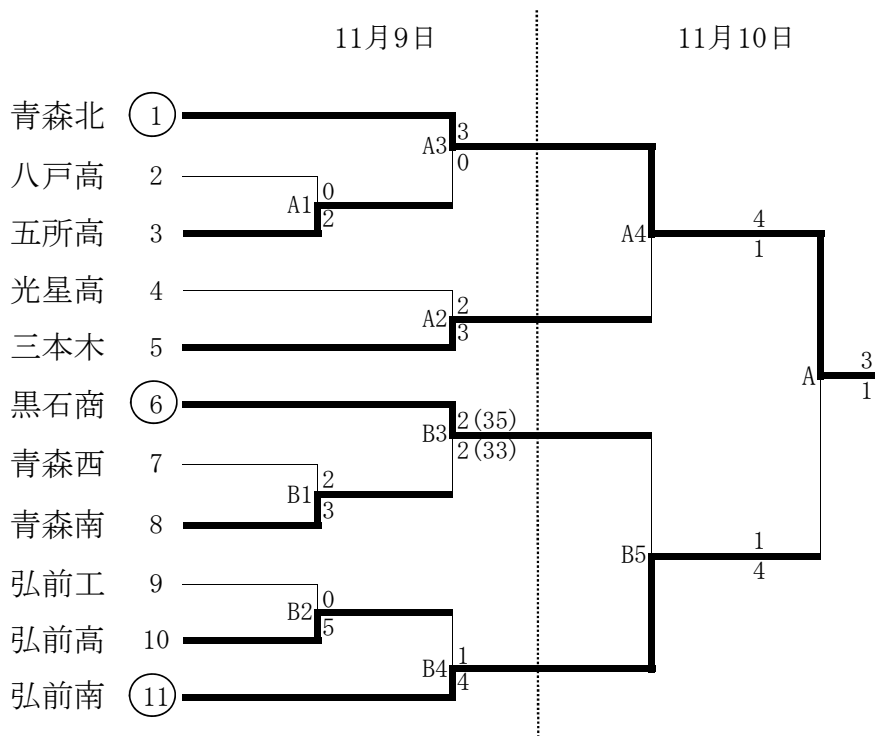 11月9日 11月10日
青森北 1
3
A3
0
八戸高 2
0
A1
2
五所高 3
4
A4
1
光星高 4
2
A2
3
三本木 5
3
A
1
黒石商 6
2(35)
B3
2(33)
青森西 7
2
B1
3
青森南 8
1
B5
4
弘前工 9
0
B2
5
弘前高 10
1
B4
4
弘前南 11